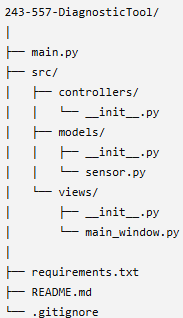 243-557-DiagnosticTool/
│
├── main.py
├── src/
│   ├── controllers/
│   │   └── __init__.py
│   ├── models/
│   │   ├── __init__.py
│   │   └── sensor.py
│   └── views/
│       ├── __init__.py
│       └── main_window.py
│
├── requirements.txt
├── README.md
└── .gitignore